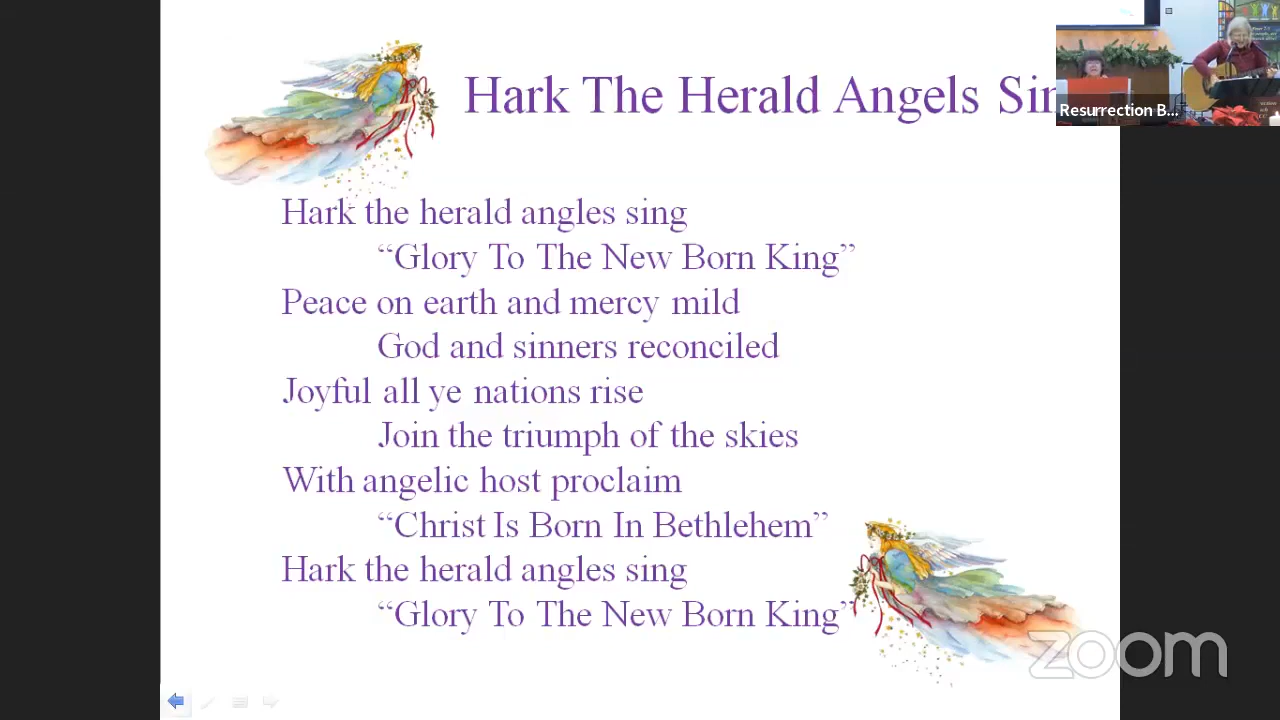 Hark The Herald Angels Sin
Resurrection B...
Hark the herald angles sing
“Glory To The New Born King”
Peace on earth and mercy mild
God and sinners reconciled
Joyful all ye nations rise
Join the triumph of the skies
With angelic host proclaim
“Christ Is Born In Bethlehem”
Hark the herald angles sing
“Glory To The New Born King”
zoom